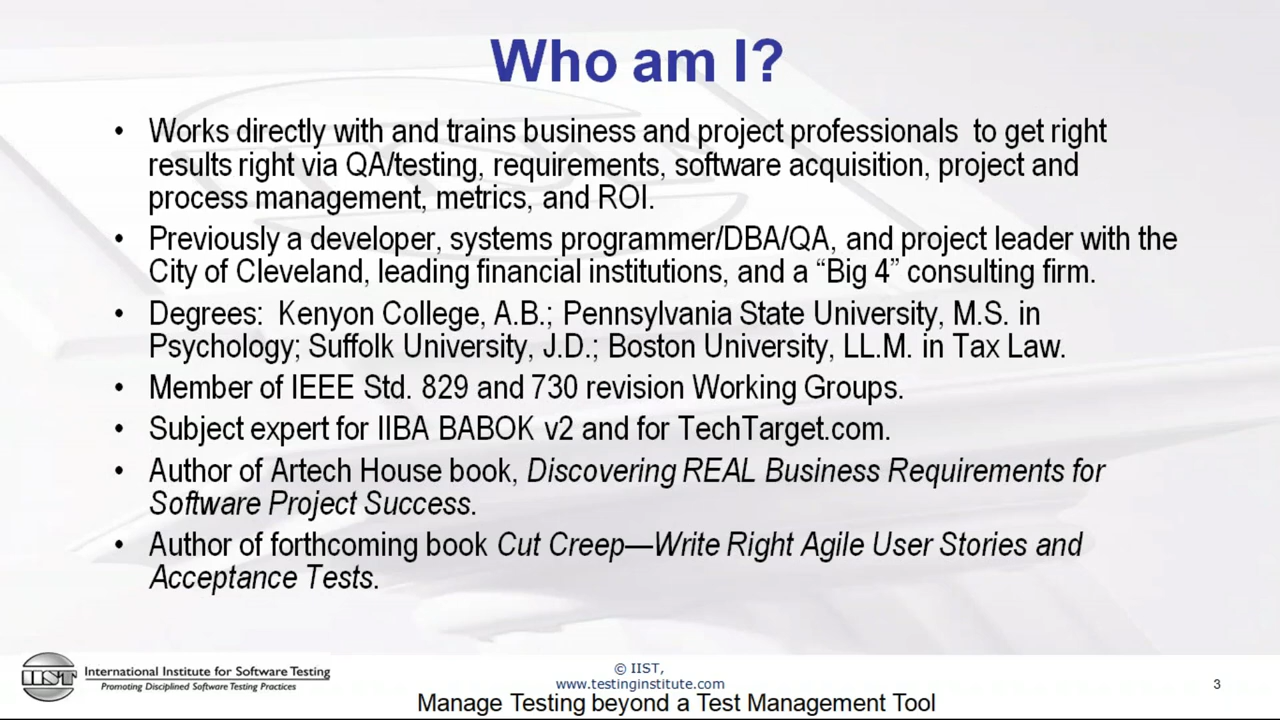 Who am I?
• Works directly with and trains business and project professionals to get right
results right via QA/testing, requirements, software acquisition, project and
process management, metrics, and ROI.
• Previously a developer, systems programmer/DBA/QA, and project leader with the
City of Cleveland, leading financial institutions, and a “Big 4” consulting firm.
• Degrees: Kenyon College, A.B.; Pennsylvania State University, M.S. in
Psychology; Suffolk University, J.D.; Boston University, LL.M. in Tax Law.
• Member of IEEE Std. 829 and 730 revision Working Groups.
• Subject expert for IIBA BABOK v2 and for TechTarget.com.
• Author of Artech House book, Discovering REAL Business Requirements for
Software Project Success.
• Author of forthcoming book Cut Creep—Write Right Agile User Stories and
Acceptance Tests.
IIST
International Institute for Software Testing
Promoting Disciplined Software Testing Practices
© IIST,
www.testinginstitute.com
3
Manage Testing beyond a Test Management Tool